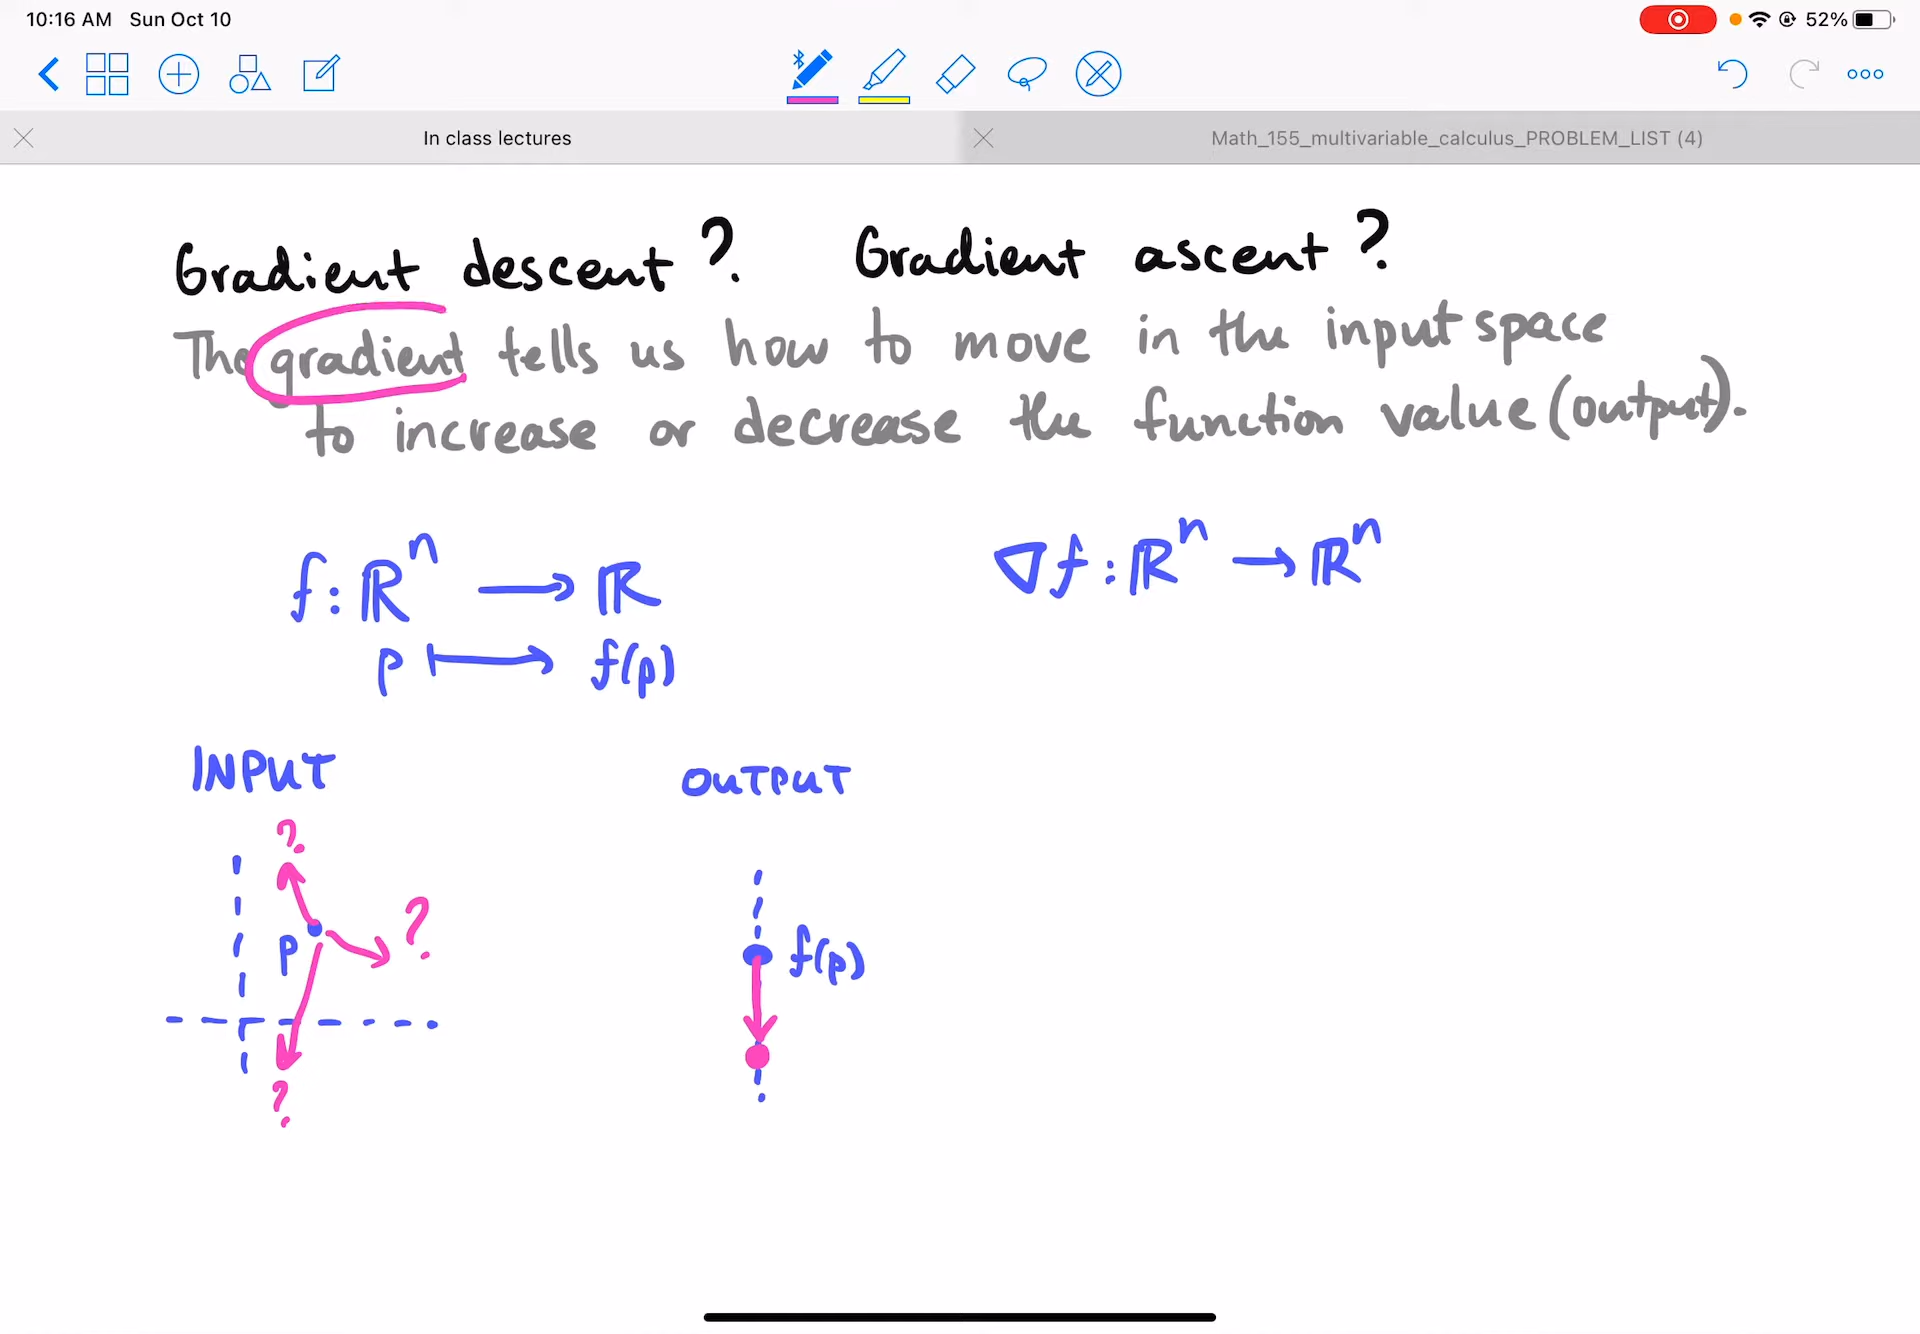 10:16 AM Sun Oct 10 52%
In class lectures Math_155_multivariable_calculus_PROBLEM_LIST (4)
Gradient descent? Gradient ascent?
The gradient tells us how to move in the input space
to increase or decrease the function value (output).
f: ℝⁿ → ℝ ∇f: ℝⁿ → ℝⁿ
p ↦ f(p)
INPUT OUTPUT
?
?
p f(p)
?